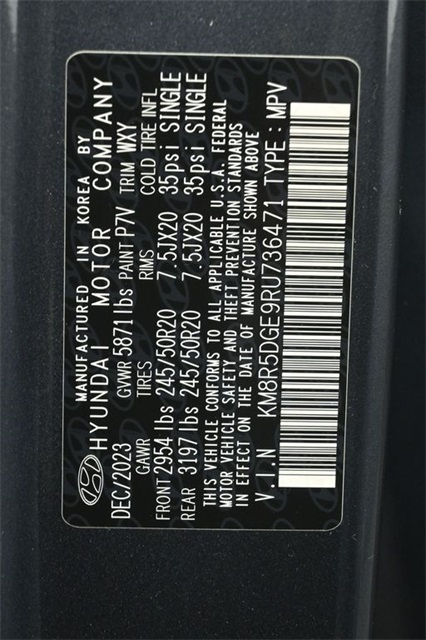 MANUFACTURED IN KOREA BY
HYUNDAI MOTOR COMPANY
DEC/2023 GVWR 5871 lbs PAINT P7V TRIM WXY
GAWR TIRES RIMS COLD TIRE INFL
FRONT 2954 lbs 245/50R20 7.5JX20 35psi SINGLE
REAR 3197 lbs 245/50R20 7.5JX20 35psi SINGLE
THIS VEHICLE CONFORMS TO ALL APPLICABLE U.S.A. FEDERAL
MOTOR VEHICLE SAFETY AND THEFT PREVENTION STANDARDS
IN EFFECT ON THE DATE OF MANUFACTURE SHOWN ABOVE
V.I.N KM8R5DGE9RU736471 TYPE : MPV